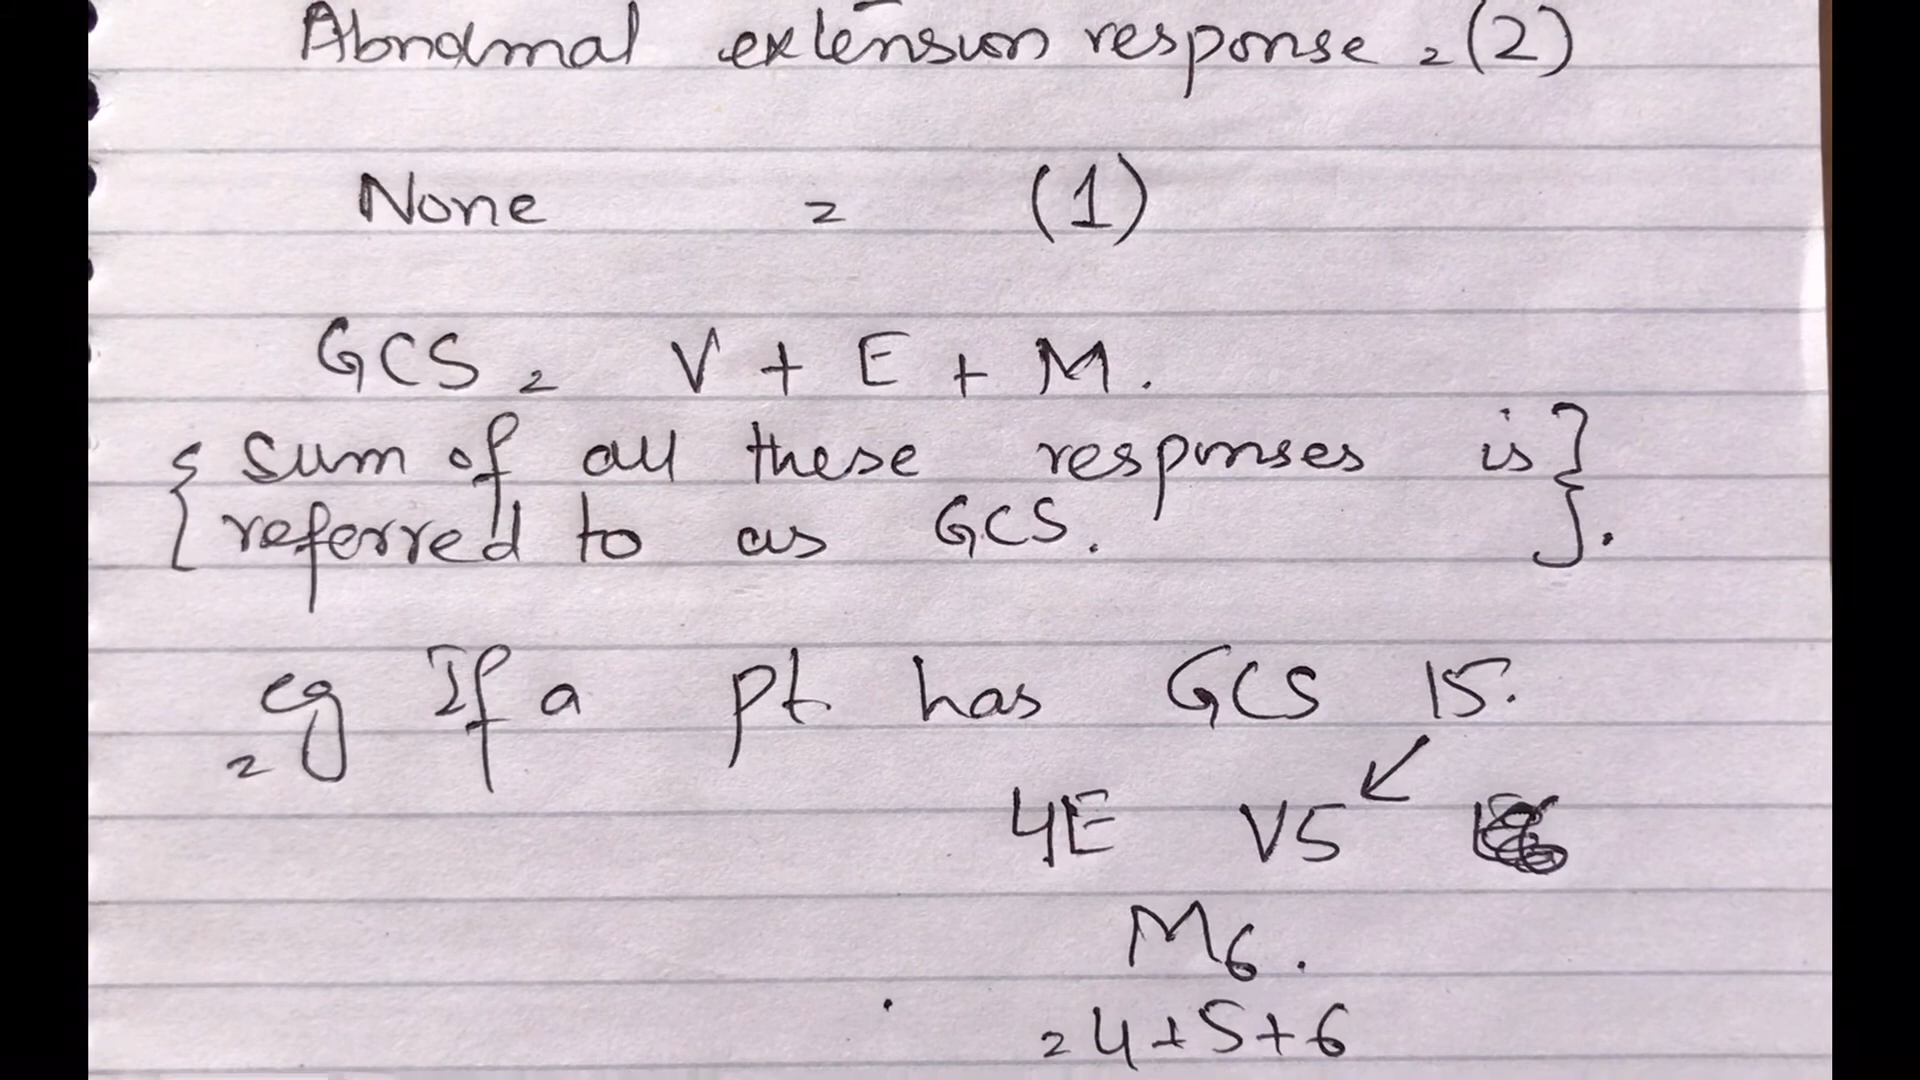 Abnormal extension response = (2)
None = (1)
GCS = V + E + M.
{ sum of all these responses is }
{ referred to as GCS. }.
eg If a pt. has GCS 15.
=
4E V5
M6.
= 4+5+6